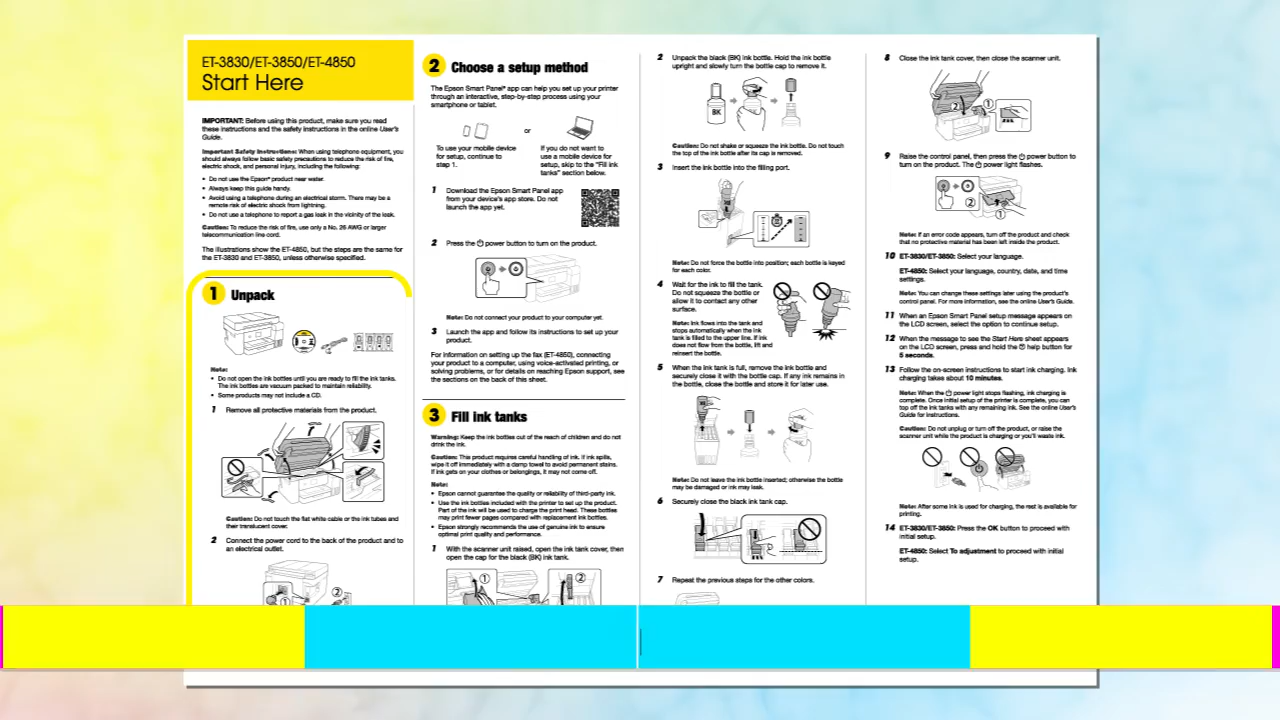 ET-3830/ET-3850/ET-4850
Start Here
IMPORTANT: Before using this product, make sure you read
these instructions and the safety instructions in the online User's
Guide.
Important Safety Instructions: When using telephone equipment, you
should always follow basic safety precautions to reduce the risk of fire,
electric shock, and personal injury, including the following:
• Do not use the Epson® product near water.
• Always keep this guide handy.
• Avoid using a telephone during an electrical storm. There may be a
remote risk of electric shock from lightning.
• Do not use a telephone to report a gas leak in the vicinity of the leak.
Caution: To reduce the risk of fire, use only a No. 26 AWG or larger
telecommunication line cord.
The illustrations show the ET-4850, but the steps are the same for
the ET-3830 and ET-3850, unless otherwise specified.
1 Unpack
Note:
• Do not open the ink bottles until you are ready to fill the ink tanks.
The ink bottles are vacuum packed to maintain reliability.
• Some products may not include a CD.
1 Remove all protective materials from the product.
Caution: Do not touch the flat white cable or the ink tubes and
their translucent cover.
2 Connect the power cord to the back of the product and to
an electrical outlet.
1
2
2 Choose a setup method
The Epson Smart Panel® app can help you set up your printer
through an interactive, step-by-step process using your
smartphone or tablet.
or
To use your mobile device
for setup, continue to
step 1.
If you do not want to
use a mobile device for
setup, skip to the "Fill ink
tanks" section below.
1 Download the Epson Smart Panel app
from your device's app store. Do not
launch the app yet.
2 Press the ⏻ power button to turn on the product.
Note: Do not connect your product to your computer yet.
3 Launch the app and follow its instructions to set up your
product.
For information on setting up the fax (ET-4850), connecting
your product to a computer, using voice-activated printing, or
solving problems, or for details on reaching Epson support, see
the sections on the back of this sheet.
3 Fill ink tanks
Warning: Keep the ink bottles out of the reach of children and do not
drink the ink.
Caution: This product requires careful handling of ink. If ink spills,
wipe it off immediately with a damp towel to avoid permanent stains.
If ink gets on your clothes or belongings, it may not come off.
Note:
• Epson cannot guarantee the quality or reliability of third-party ink.
• Use the ink bottles included with the printer to set up the product.
Part of the ink will be used to charge the print head. These bottles
may print fewer pages compared with replacement ink bottles.
• Epson strongly recommends the use of genuine ink to ensure
optimal print quality and performance.
1 With the scanner unit raised, open the ink tank cover, then
open the cap for the black (BK) ink tank.
1
2
2 Unpack the black (BK) ink bottle. Hold the ink bottle
upright and slowly turn the bottle cap to remove it.
BK
Caution: Do not shake or squeeze the ink bottle. Do not touch
the top of the ink bottle after its cap is removed.
3 Insert the ink bottle into the filling port.
Note: Do not force the bottle into position; each bottle is keyed
for each color.
4 Wait for the ink to fill the tank.
Do not squeeze the bottle or
allow it to contact any other
surface.
Note: Ink flows into the tank and
stops automatically when the ink
tank is filled to the upper line. If ink
does not flow from the bottle, lift and
reinsert the bottle.
5 When the ink tank is full, remove the ink bottle and
securely close it with the bottle cap. If any ink remains in
the bottle, close the bottle and store it for later use.
Note: Do not leave the ink bottle inserted; otherwise the bottle
may be damaged or ink may leak.
6 Securely close the black ink tank cap.
7 Repeat the previous steps for the other colors.
8 Close the ink tank cover, then close the scanner unit.
2
1
9 Raise the control panel, then press the ⏻ power button to
turn on the product. The ⏻ power light flashes.
2
1
Note: If an error code appears, turn off the product and check
that no protective material has been left inside the product.
10 ET-3830/ET-3850: Select your language.
ET-4850: Select your language, country, date, and time
settings.
Note: You can change these settings later using the product's
control panel. For more information, see the online User's Guide.
11 When an Epson Smart Panel setup message appears on
the LCD screen, select the option to continue setup.
12 When the message to see the Start Here sheet appears
on the LCD screen, press and hold the ? help button for
5 seconds.
13 Follow the on-screen instructions to start ink charging. Ink
charging takes about 10 minutes.
Note: When the ⏻ power light stops flashing, ink charging is
complete. Once initial setup of the printer is complete, you can
top off the ink tanks with any remaining ink. See the online User's
Guide for instructions.
Caution: Do not unplug or turn off the product, or raise the
scanner unit while the product is charging or you'll waste ink.
Note: After some ink is used for charging, the rest is available for
printing.
14 ET-3830/ET-3850: Press the OK button to proceed with
initial setup.
ET-4850: Select To adjustment to proceed with initial
setup.